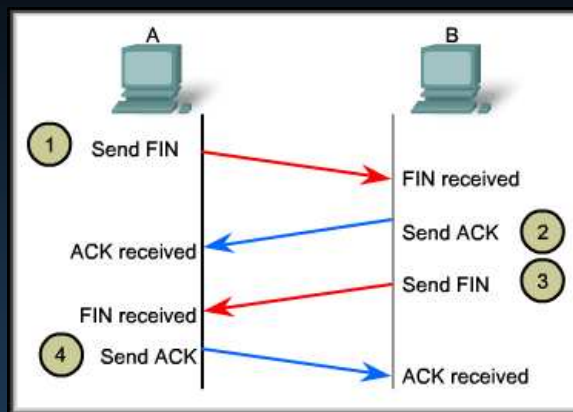 A B
1 Send FIN
FIN received
Send ACK 2
ACK received
Send FIN 3
FIN received
4 Send ACK
ACK received